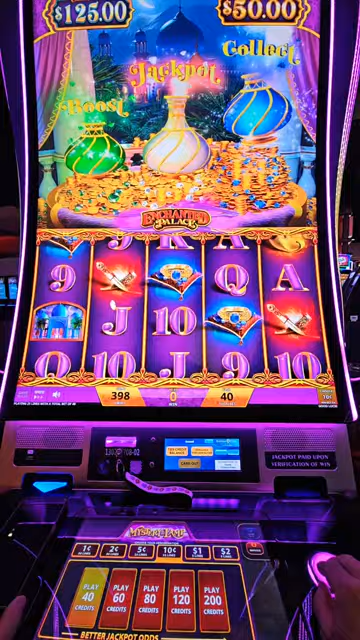 $125.00
$50.00
Collect
Jackpot
Boost
ENCHANTED
PALACE
J K A
9 Q A
J 10
Q 10 J 9 10
398
0
WIN
40
10¢
JACKPOT PAID UPON
VERIFICATION OF WIN
CASH OUT
1¢ 2¢ 5¢ 10¢ $1 $2
PLAY
40
CREDITS
PLAY
60
CREDITS
PLAY
80
CREDITS
PLAY
120
CREDITS
PLAY
200
CREDITS
BETTER JACKPOT ODDS